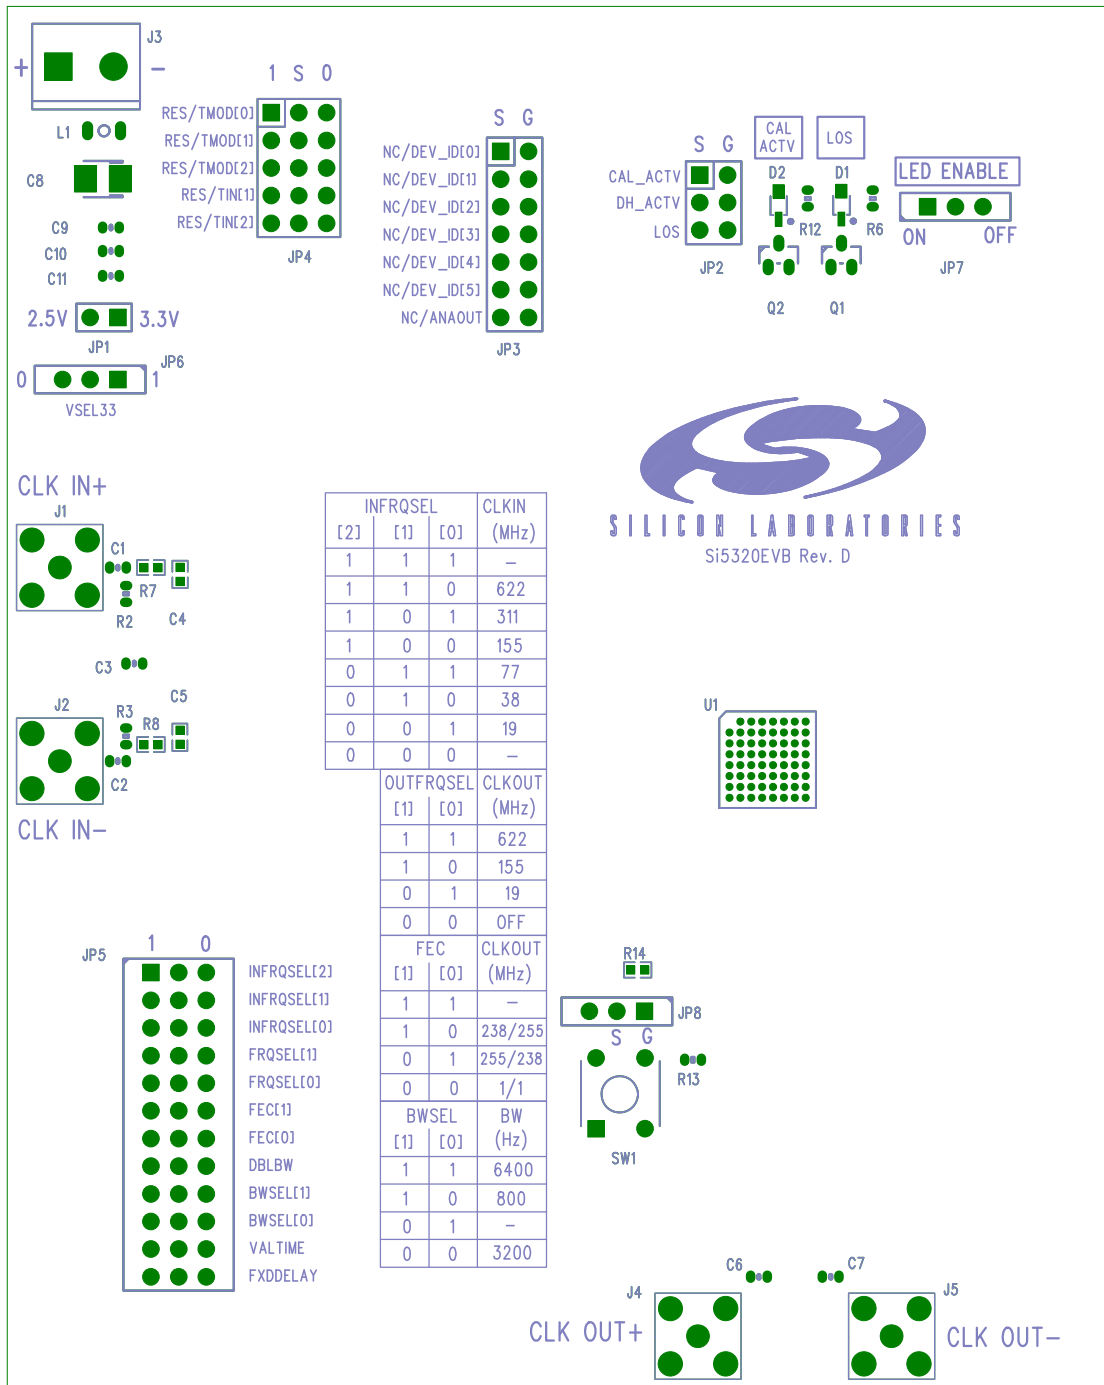 J3
+ -
L1
C8
C9
C10
C11
2.5V 3.3V
JP1
JP6
0 1
VSEL33
1 S 0
RES/TMOD[0]
RES/TMOD[1]
RES/TMOD[2]
RES/TIN[1]
RES/TIN[2]
JP4
S G
NC/DEV_ID[0]
NC/DEV_ID[1]
NC/DEV_ID[2]
NC/DEV_ID[3]
NC/DEV_ID[4]
NC/DEV_ID[5]
NC/ANAOUT
JP3
S G
CAL_ACTV
DH_ACTV
LOS
JP2
CAL
ACTV
LOS
D2 D1
R12 R6
Q2 Q1
LED ENABLE
ON OFF
JP7
SILICON LABORATORIES
Si5320EVB Rev. D
CLK IN+
J1
C1
R7
R2
C4
C3
C5
J2
R3
R8
C2
CLK IN-
INFRQSEL CLKIN
[2] [1] [0] (MHz)
1 1 1 -
1 1 0 622
1 0 1 311
1 0 0 155
0 1 1 77
0 1 0 38
0 0 1 19
0 0 0 -
OUTFRQSEL CLKOUT
[1] [0] (MHz)
1 1 622
1 0 155
0 1 19
0 0 OFF
FEC CLKOUT
[1] [0] (MHz)
1 1 -
1 0 238/255
0 1 255/238
0 0 1/1
BWSEL BW
[1] [0] (Hz)
1 1 6400
1 0 800
0 1 -
0 0 3200
U1
JP5
1 0
INFRQSEL[2]
INFRQSEL[1]
INFRQSEL[0]
FRQSEL[1]
FRQSEL[0]
FEC[1]
FEC[0]
DBLBW
BWSEL[1]
BWSEL[0]
VALTIME
FXDDELAY
R14
JP8
S G
R13
SW1
C6 C7
J4 J5
CLK OUT+ CLK OUT-